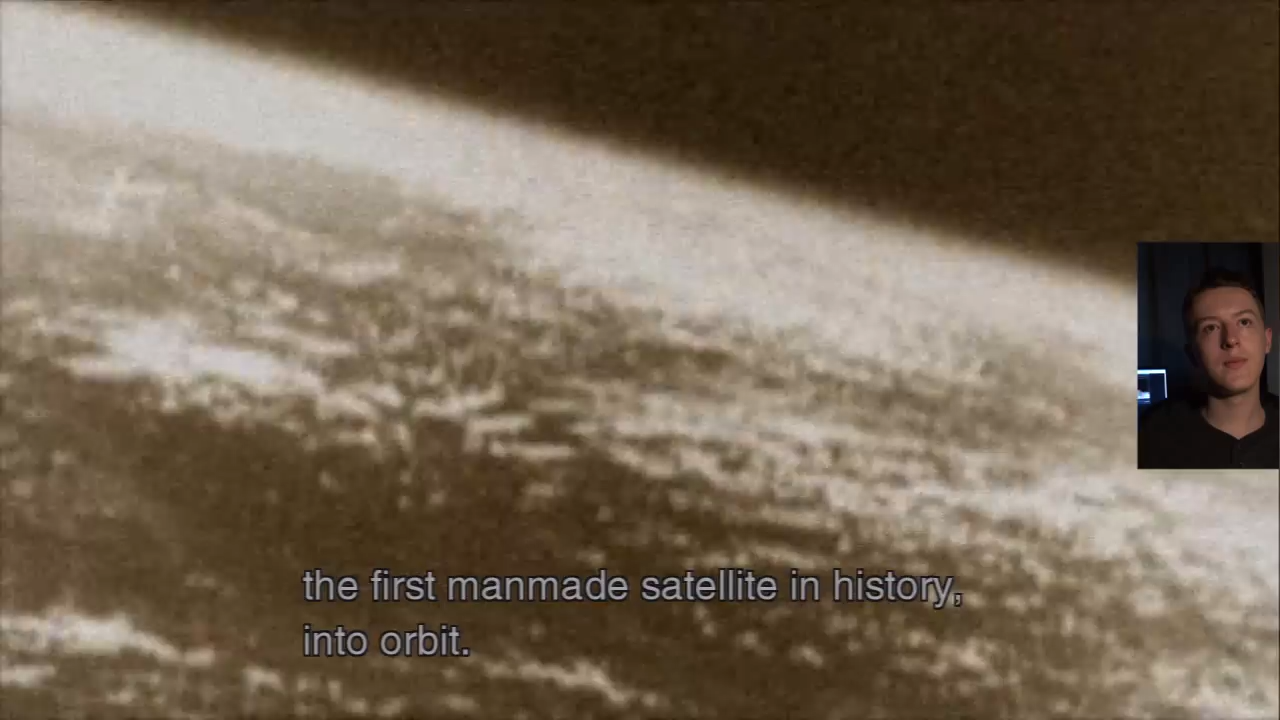 the first manmade satellite in history,
into orbit.